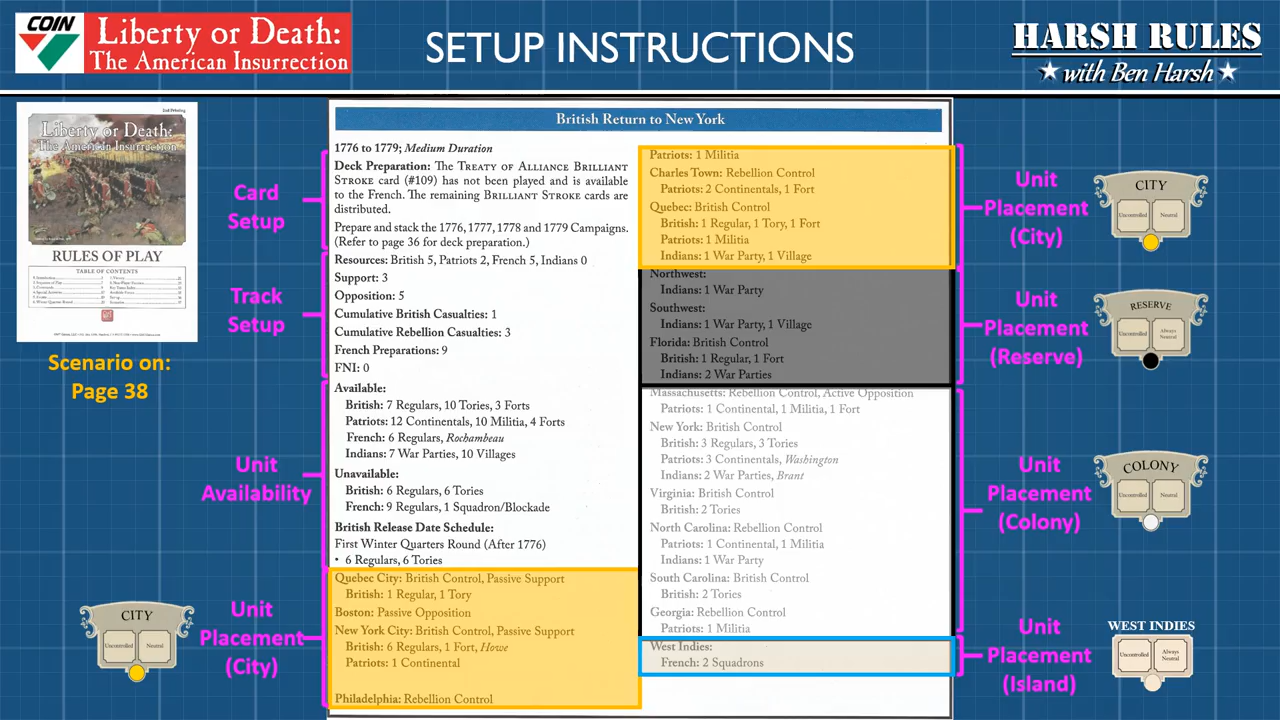 COIN
Liberty or Death:
The American Insurrection
SETUP INSTRUCTIONS
HARSH RULES
with Ben Harsh
2nd Printing
Liberty or Death:
The American Insurrection
RULES OF PLAY
TABLE OF CONTENTS
Scenario on:
Page 38
Card
Setup
Track
Setup
Unit
Availability
CITY
Uncontrolled
Neutral
Unit
Placement
(City)
British Return to New York
1776 to 1779; Medium Duration
Deck Preparation: The TREATY OF ALLIANCE BRILLIANT
STROKE card (#109) has not been played and is available
to the French. The remaining BRILLIANT STROKE cards are
distributed.
Prepare and stack the 1776, 1777, 1778 and 1779 Campaigns.
(Refer to page 36 for deck preparation.)
Resources: British 5, Patriots 2, French 5, Indians 0
Support: 3
Opposition: 5
Cumulative British Casualties: 1
Cumulative Rebellion Casualties: 3
French Preparations: 9
FNI: 0
Available:
British: 7 Regulars, 10 Tories, 3 Forts
Patriots: 12 Continentals, 10 Militia, 4 Forts
French: 6 Regulars, Rochambeau
Indians: 7 War Parties, 10 Villages
Unavailable:
British: 6 Regulars, 6 Tories
French: 9 Regulars, 1 Squadron/Blockade
British Release Date Schedule:
First Winter Quarters Round (After 1776)
• 6 Regulars, 6 Tories
Quebec City: British Control, Passive Support
British: 1 Regular, 1 Tory
Boston: Passive Opposition
New York City: British Control, Passive Support
British: 6 Regulars, 1 Fort, Howe
Patriots: 1 Continental
Philadelphia: Rebellion Control
Patriots: 1 Militia
Charles Town: Rebellion Control
Patriots: 2 Continentals, 1 Fort
Quebec: British Control
British: 1 Regular, 1 Tory, 1 Fort
Patriots: 1 Militia
Indians: 1 War Party, 1 Village
Northwest:
Indians: 1 War Party
Southwest:
Indians: 1 War Party, 1 Village
Florida: British Control
British: 1 Regular, 1 Fort
Indians: 2 War Parties
Massachusetts: Rebellion Control, Active Opposition
Patriots: 1 Continental, 1 Militia, 1 Fort
New York: British Control
British: 3 Regulars, 3 Tories
Patriots: 3 Continentals, Washington
Indians: 2 War Parties, Brant
Virginia: British Control
British: 2 Tories
North Carolina: Rebellion Control
Patriots: 1 Continental, 1 Militia
Indians: 1 War Party
South Carolina: British Control
British: 2 Tories
Georgia: Rebellion Control
Patriots: 1 Militia
West Indies:
French: 2 Squadrons
Unit
Placement
(City)
CITY
Uncontrolled
Neutral
Unit
Placement
(Reserve)
RESERVE
Uncontrolled
Always
Neutral
Unit
Placement
(Colony)
COLONY
Uncontrolled
Neutral
Unit
Placement
(Island)
WEST INDIES
Uncontrolled
Always
Neutral